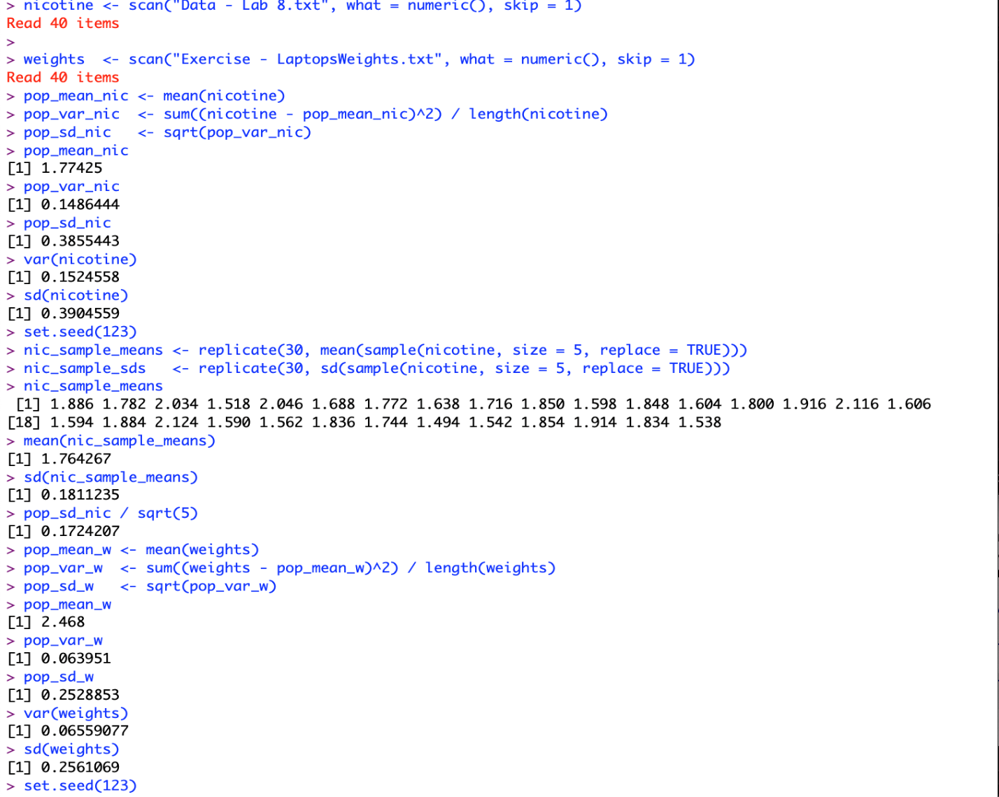 > nicotine <- scan("Data - Lab 8.txt", what = numeric(), skip = 1)
Read 40 items
>
> weights  <- scan("Exercise - LaptopsWeights.txt", what = numeric(), skip = 1)
Read 40 items
> pop_mean_nic <- mean(nicotine)
> pop_var_nic  <- sum((nicotine - pop_mean_nic)^2) / length(nicotine)
> pop_sd_nic   <- sqrt(pop_var_nic)
> pop_mean_nic
[1] 1.77425
> pop_var_nic
[1] 0.1486444
> pop_sd_nic
[1] 0.3855443
> var(nicotine)
[1] 0.1524558
> sd(nicotine)
[1] 0.3904559
> set.seed(123)
> nic_sample_means <- replicate(30, mean(sample(nicotine, size = 5, replace = TRUE)))
> nic_sample_sds   <- replicate(30, sd(sample(nicotine, size = 5, replace = TRUE)))
> nic_sample_means
 [1] 1.886 1.782 2.034 1.518 2.046 1.688 1.772 1.638 1.716 1.850 1.598 1.848 1.604 1.800 1.916 2.116 1.606
[18] 1.594 1.884 2.124 1.590 1.562 1.836 1.744 1.494 1.542 1.854 1.914 1.834 1.538
> mean(nic_sample_means)
[1] 1.764267
> sd(nic_sample_means)
[1] 0.1811235
> pop_sd_nic / sqrt(5)
[1] 0.1724207
> pop_mean_w <- mean(weights)
> pop_var_w  <- sum((weights - pop_mean_w)^2) / length(weights)
> pop_sd_w   <- sqrt(pop_var_w)
> pop_mean_w
[1] 2.468
> pop_var_w
[1] 0.063951
> pop_sd_w
[1] 0.2528853
> var(weights)
[1] 0.06559077
> sd(weights)
[1] 0.2561069
> set.seed(123)